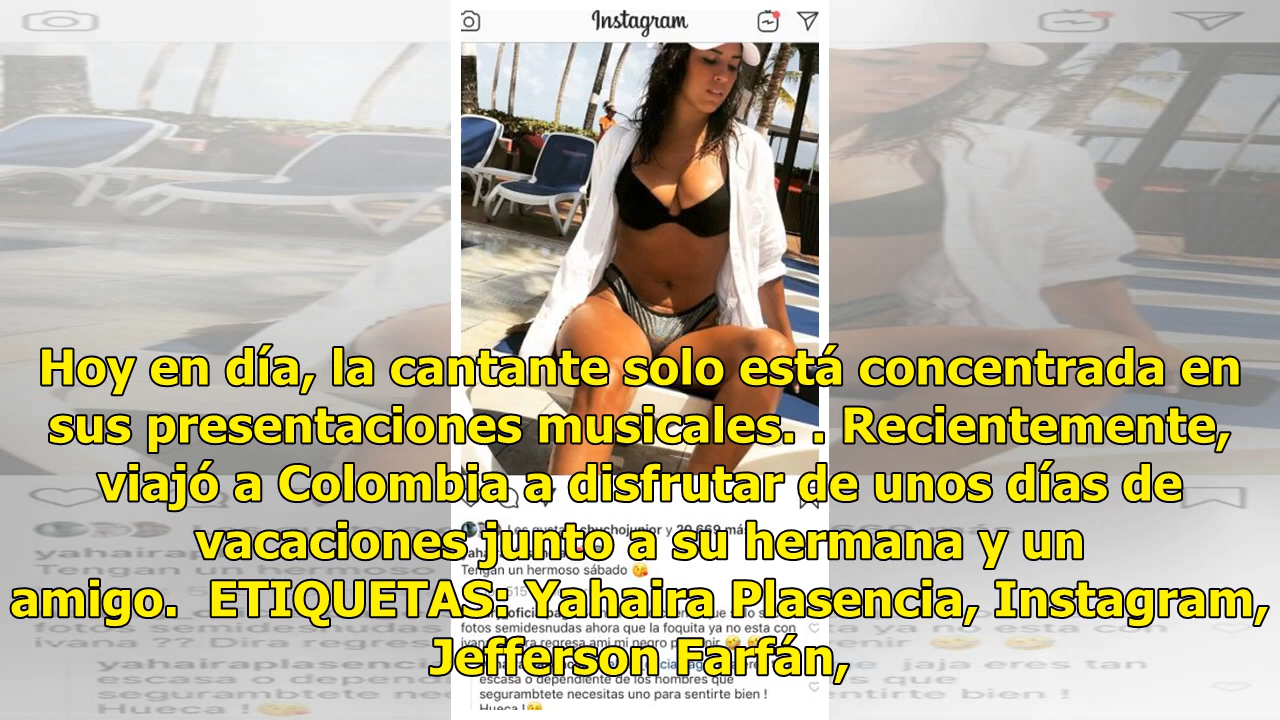 Instagram
Hoy en día, la cantante solo está concentrada en
sus presentaciones musicales. . Recientemente,
viajó a Colombia a disfrutar de unos días de
vacaciones junto a su hermana y un
amigo.  ETIQUETAS: Yahaira Plasencia, Instagram,
Jefferson Farfán,
chuchojunior y 20,669
Tengan un hermoso sábado 😘
fotos semidesnudas ahora que la foquita ya no esta con
escasa o dependiente de los hombres que
segurambtete necesitas uno para sentirte bien !
Hueca !😘